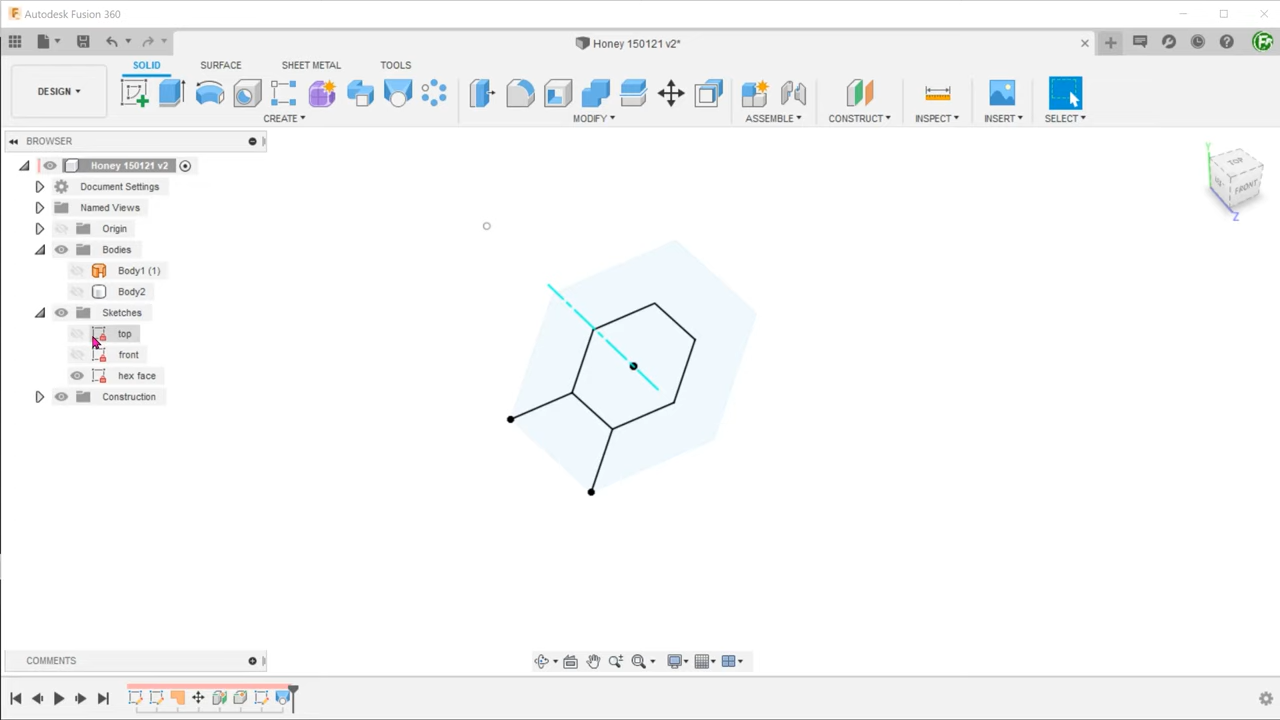 Autodesk Fusion 360
Honey 150121 v2*
SOLID SURFACE SHEET METAL TOOLS
DESIGN
CREATE MODIFY ASSEMBLE CONSTRUCT INSPECT INSERT SELECT
BROWSER
Honey 150121 v2
Document Settings
Named Views
Origin
Bodies
Body1 (1)
Body2
Sketches
top
front
hex face
Construction
Y
TOP
FRONT
Z
COMMENTS